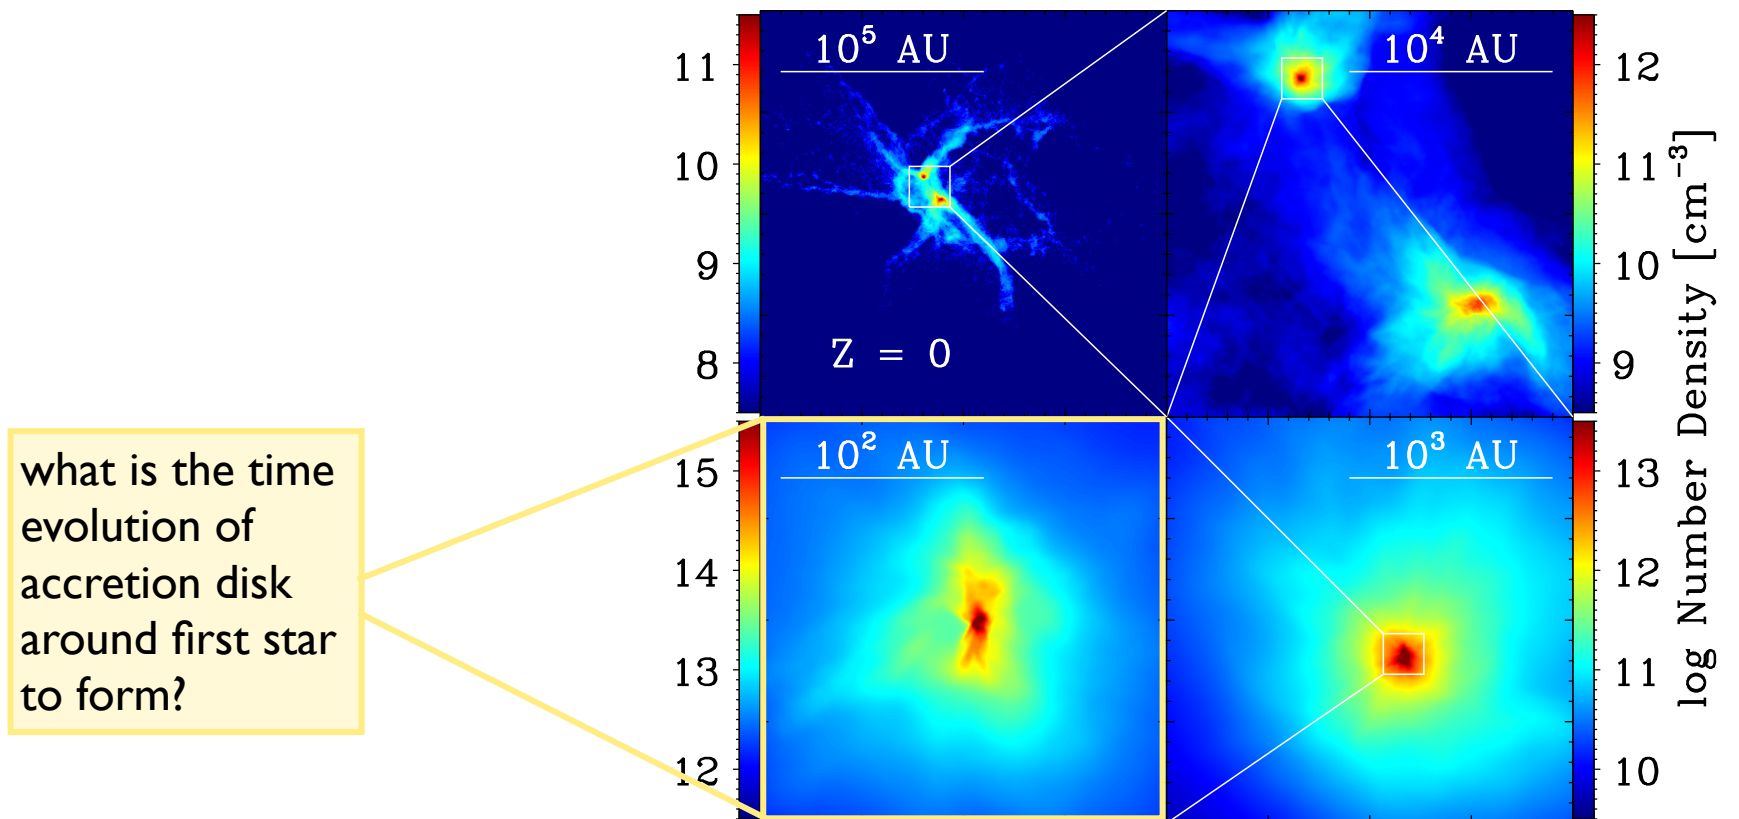 what is the time
evolution of
accretion disk
around first star
to form?
11
10
9
8
10⁵ AU
Z = 0
10⁴ AU
12
11
10
9
15
14
13
12
10² AU
10³ AU
13
12
11
10
log Number Density [cm⁻³]